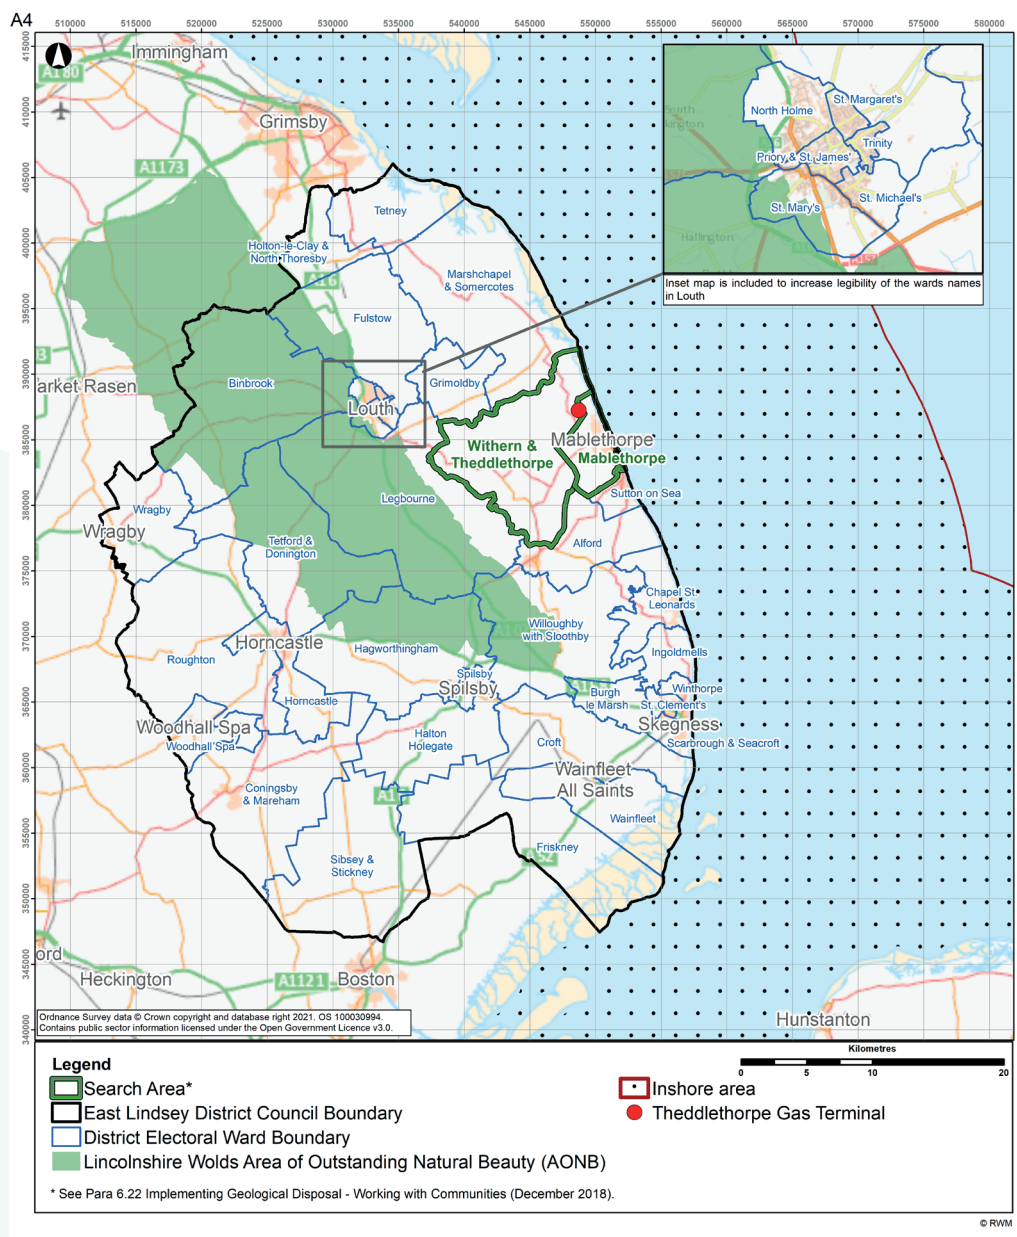 A4
510000 515000 520000 525000 530000 535000 540000 545000 550000 555000 560000 565000 570000 575000 580000
415000
410000
405000
400000
395000
390000
385000
380000
375000
370000
365000
360000
355000
350000
345000
340000
Immingham
A180
Grimsby
A1173
Tetney
Holton-le-Clay &
North Thoresby
A16
Marshchapel
& Somercotes
Fulstow
arket Rasen
Binbrook
Grimoldby
Louth
Mablethorpe
Withern &
Theddlethorpe
Mablethorpe
Sutton on Sea
Legbourne
Wragby
Wragby
Tetford &
Donington
Alford
Chapel St
Leonards
Willoughby
with Sloothby
Horncastle
Hagworthingham
Ingoldmells
Roughton
Spilsby
Spilsby
Winthorpe
Burgh
le Marsh
St. Clement's
Horncastle
Skegness
Woodhall Spa
Woodhall Spa
Halton
Holegate
Croft
Scarbrough & Seacroft
Wainfleet
All Saints
Coningsby
& Mareham
Wainfleet
Friskney
A52
Sibsey &
Stickney
ord
Heckington
A1121
Boston
Hunstanton
South
kington
North Holme
St. Margaret's
Trinity
Priory & St. James'
St. Michael's
St. Mary's
Hallington
A157
Inset map is included to increase legibility of the wards names
in Louth
Ordnance Survey data © Crown copyright and database right 2021. OS 100030994.
Contains public sector information licensed under the Open Government Licence v3.0.
Legend
Search Area*
East Lindsey District Council Boundary
District Electoral Ward Boundary
Lincolnshire Wolds Area of Outstanding Natural Beauty (AONB)
Kilometres
0 5 10 20
Inshore area
Theddlethorpe Gas Terminal
* See Para 6.22 Implementing Geological Disposal - Working with Communities (December 2018).
© RWM